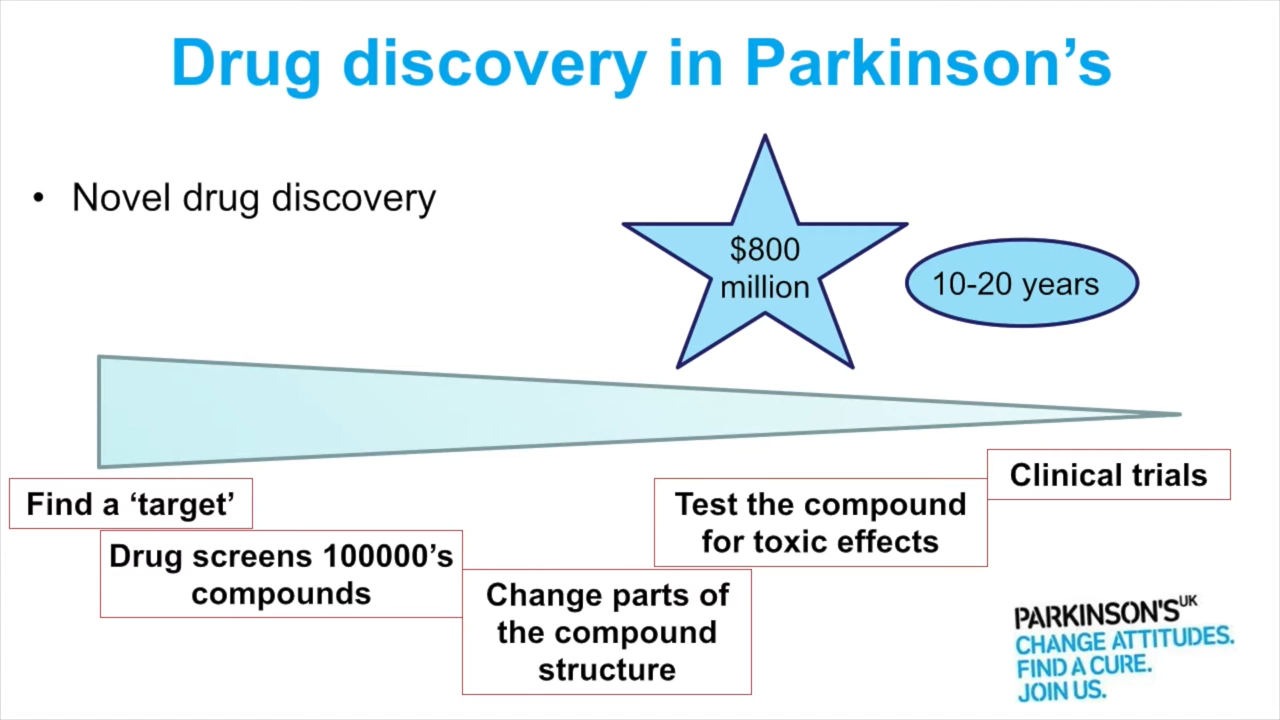 Drug discovery in Parkinson’s
• Novel drug discovery
$800
million
10-20 years
Find a ‘target’
Drug screens 100000’s
compounds
Change parts of
the compound
structure
Test the compound
for toxic effects
Clinical trials
PARKINSON'S UK
CHANGE ATTITUDES.
FIND A CURE.
JOIN US.